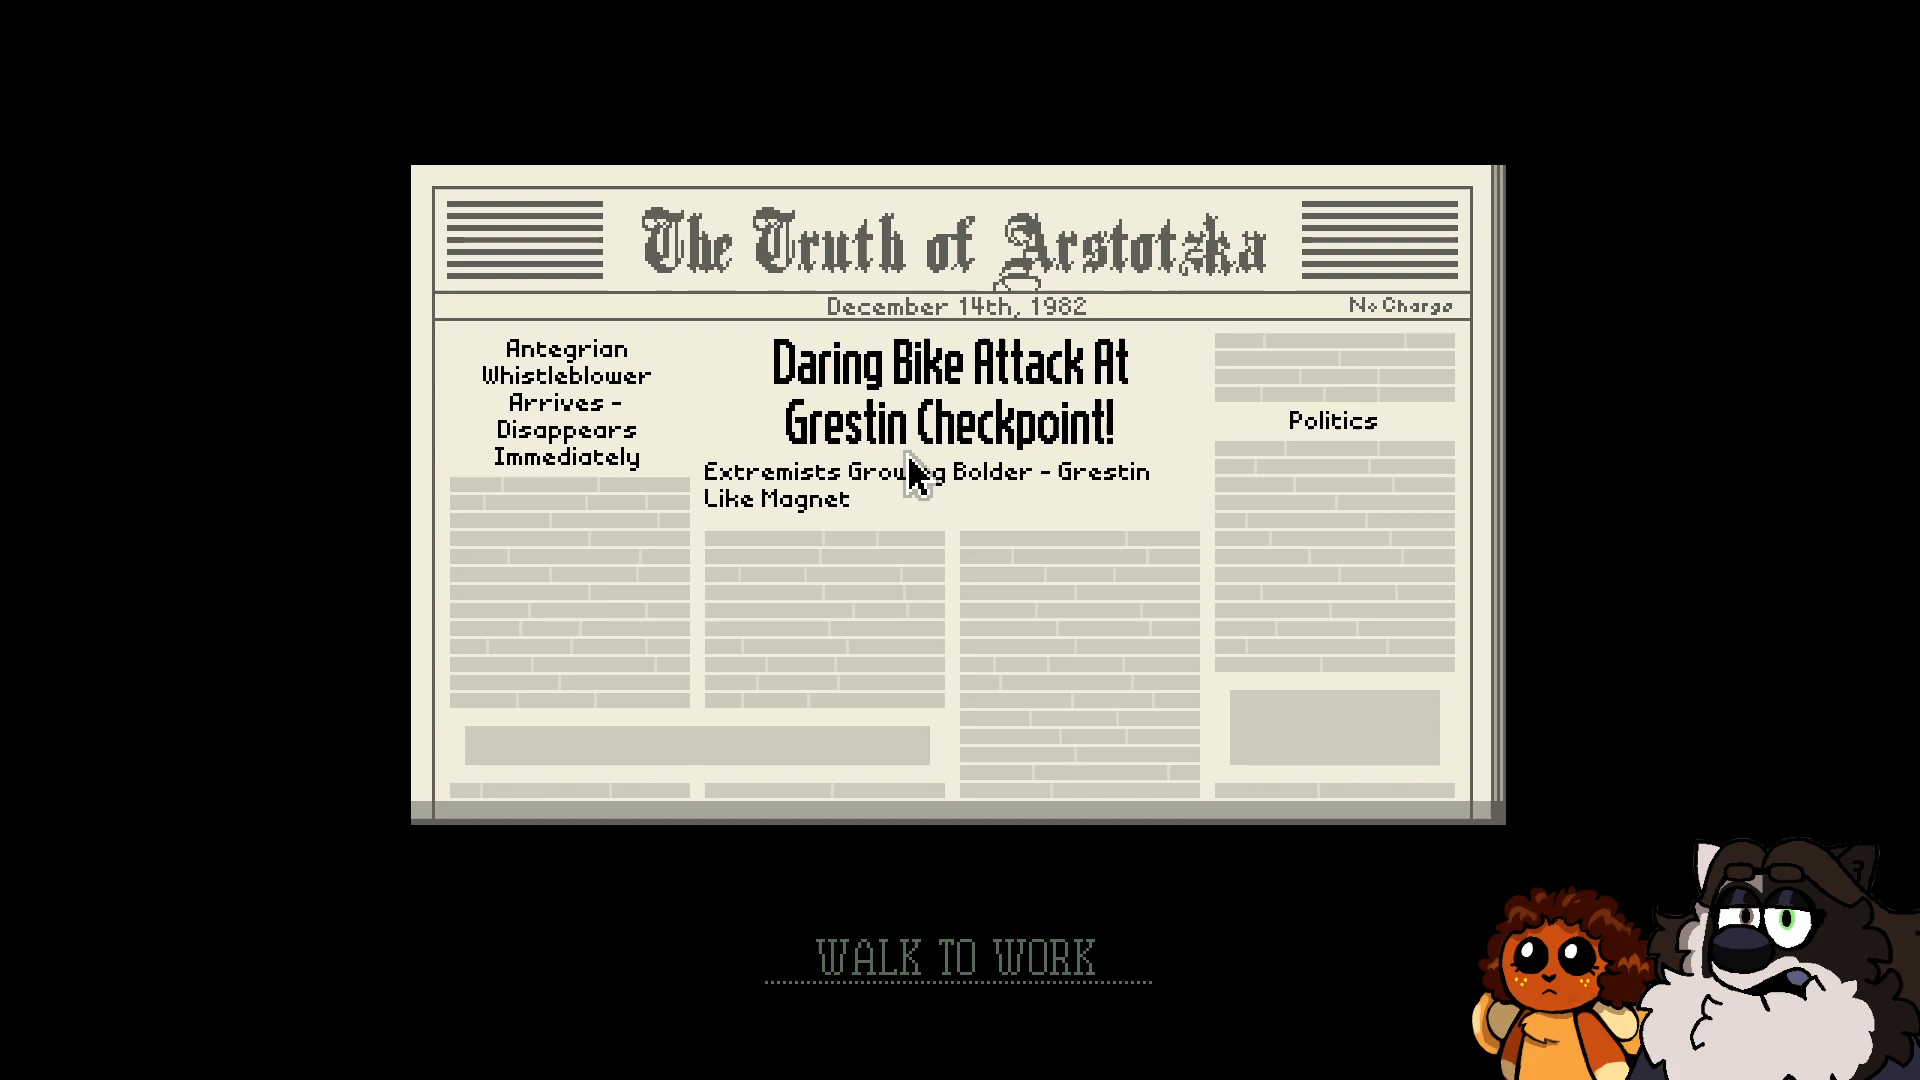 The Truth of Arstotzka
December 14th, 1982
No Charge
Antegrian
Whistleblower
Arrives -
Disappears
Immediately
Daring Bike Attack At
Grestin Checkpoint!
Extremists Bolder - Grestin
Like Magnet
Politics
WALK TO WORK